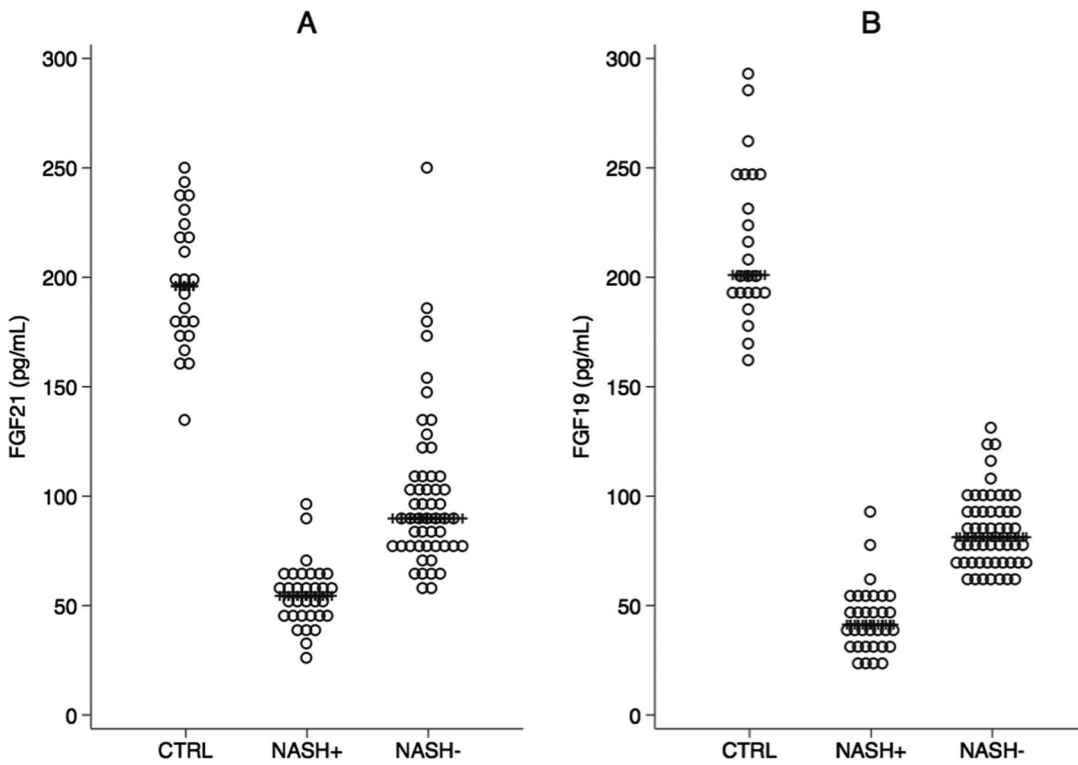 A
FGF21 (pg/mL)
300
250
200
150
100
50
0
CTRL NASH+ NASH-
B
FGF19 (pg/mL)
300
250
200
150
100
50
0
CTRL NASH+ NASH-